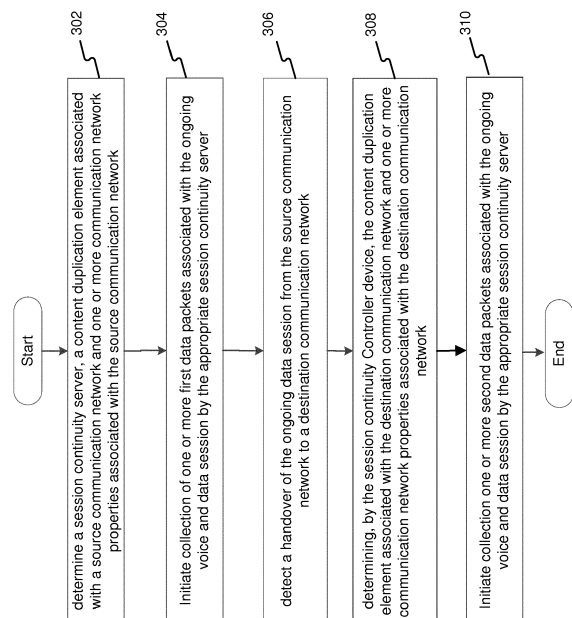 Start
302
determine a session continuity server, a content duplication element associated
with a source communication network and one or more communication network
properties associated with the source communication network
304
Initiate collection of one or more first data packets associated with the ongoing
voice and data session by the appropriate session continuity server
306
detect a handover of the ongoing data session from the source communication
network to a destination communication network
308
determining, by the session continuity Controller device, the content duplication
element associated with the destination communication network and one or more
communication network properties associated with the destination communication
network
310
Initiate collection one or more second data packets associated with the ongoing
voice and data session by the appropriate session continuity server
End